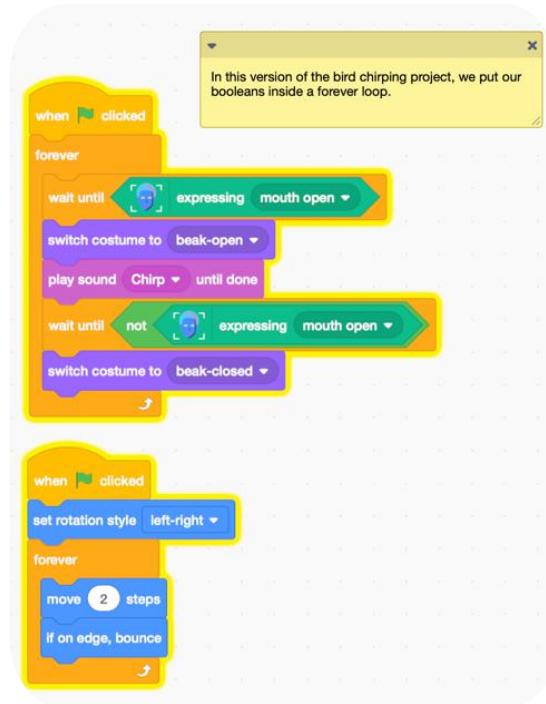 In this version of the bird chirping project, we put our
booleans inside a forever loop.
when clicked
forever
wait until expressing mouth open
switch costume to beak-open
play sound Chirp until done
wait until not expressing mouth open
switch costume to beak-closed
when clicked
set rotation style left-right
forever
move 2 steps
if on edge, bounce